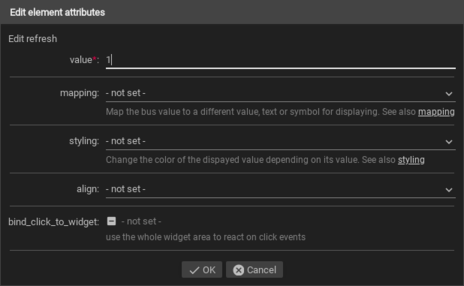 Edit element attributes
Edit refresh
value*: 1
mapping: - not set -
Map the bus value to a different value, text or symbol for displaying. See also mapping
styling: - not set -
Change the color of the dispayed value depending on its value. See also styling
align: - not set -
bind_click_to_widget: - not set -
use the whole widget area to react on click events
OK Cancel